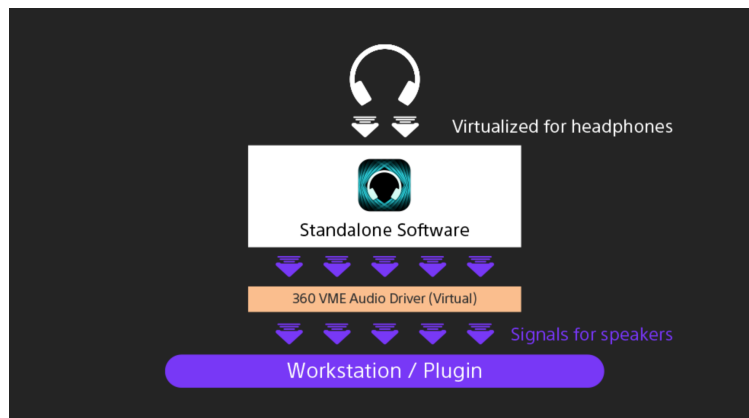 Virtualized for headphones
Standalone Software
360 VME Audio Driver (Virtual)
Signals for speakers
Workstation / Plugin